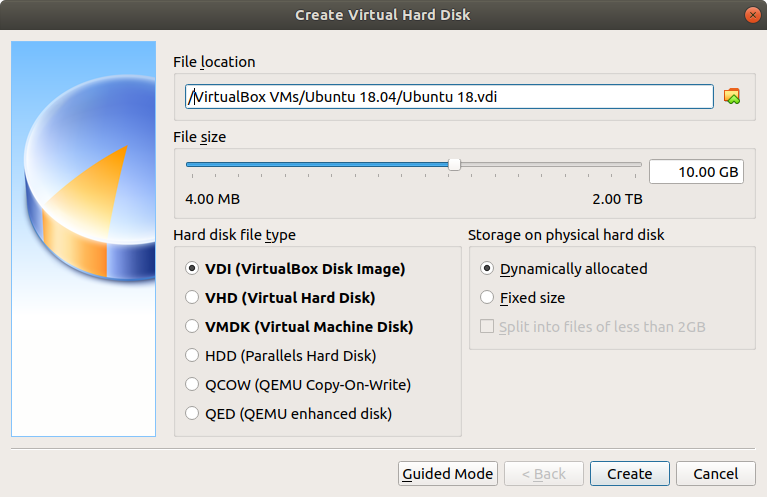 Create Virtual Hard Disk
File location
/VirtualBox VMs/Ubuntu 18.04/Ubuntu 18.vdi
File size
10.00 GB
4.00 MB 2.00 TB
Hard disk file type
VDI (VirtualBox Disk Image)
VHD (Virtual Hard Disk)
VMDK (Virtual Machine Disk)
HDD (Parallels Hard Disk)
QCOW (QEMU Copy-On-Write)
QED (QEMU enhanced disk)
Storage on physical hard disk
Dynamically allocated
Fixed size
Split into files of less than 2GB
Guided Mode < Back Create Cancel